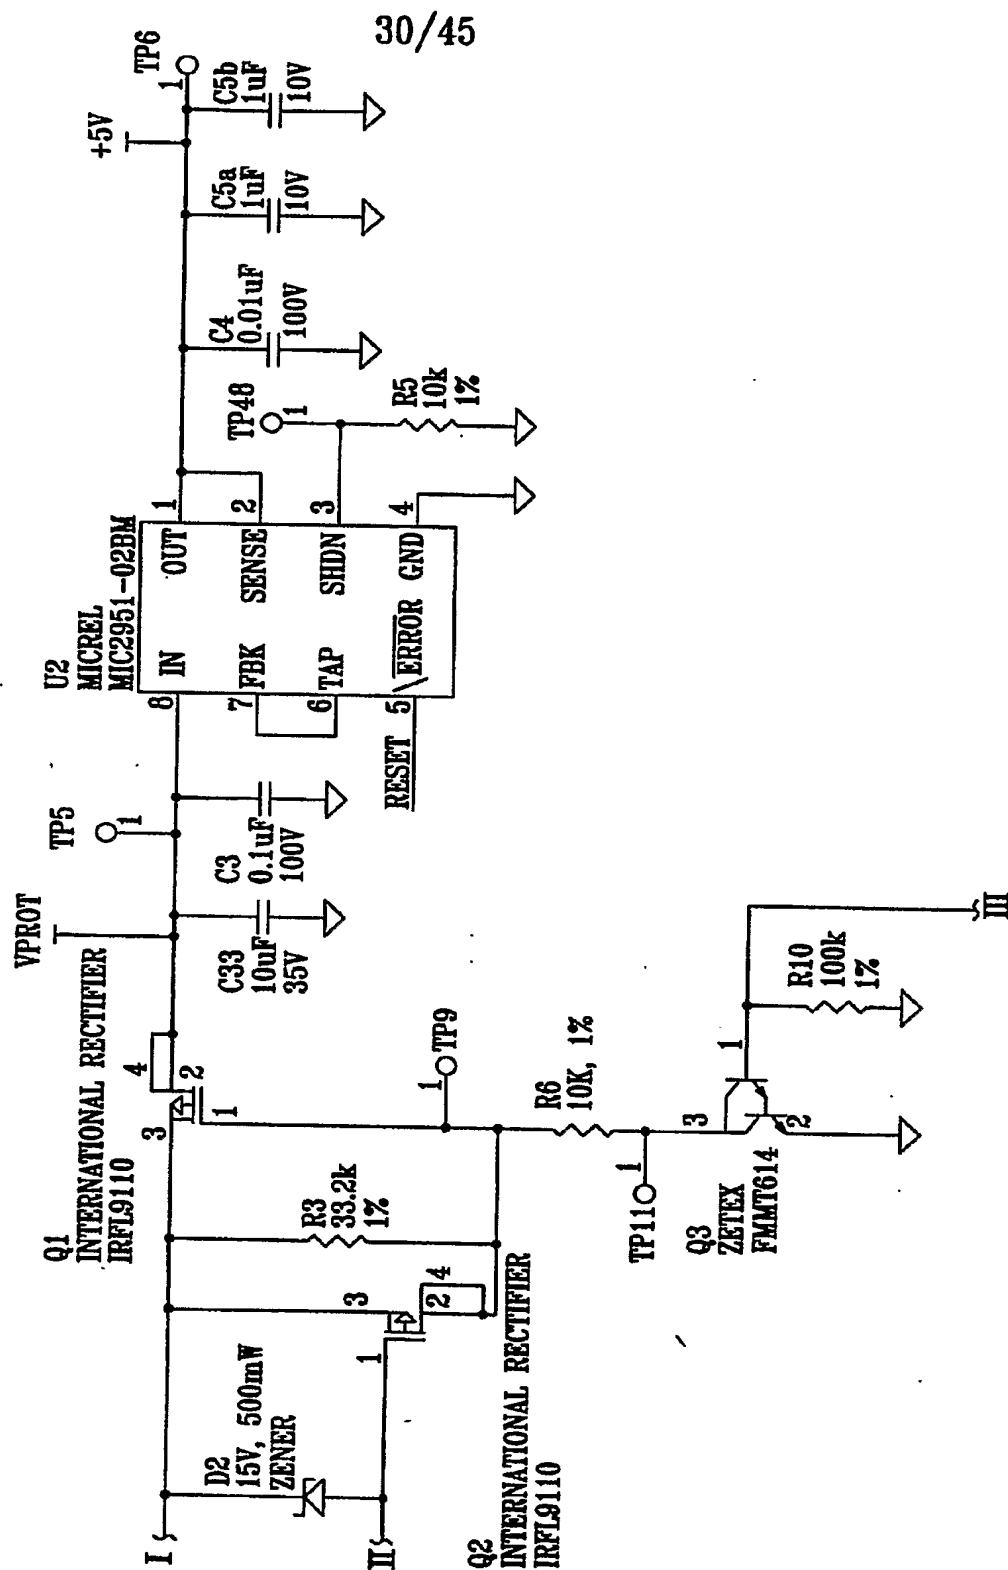 30/45
TP6
1
+5V
C5b
1uF
10V
C5a
1uF
10V
C4
0.01uF
100V
TP48
1
R5
10k
1%
U2
MICREL
MIC2951-02BM
IN
OUT
FBK
SENSE
TAP
SHDN
ERROR
GND
8
7
6
5
1
2
3
4
RESET
TP5
1
VPROT
C3
0.1uF
100V
C33
10uF
35V
Q1
INTERNATIONAL RECTIFIER
IRFL9110
3
4
2
1
TP9
1
R3
33.2k
1%
R6
10K, 1%
R10
100k
1%
III
TP11
1
Q3
ZETEX
FMMT614
3
1
2
D2
15V, 500mW
ZENER
3
1
2
4
Q2
INTERNATIONAL RECTIFIER
IRFL9110
I
II